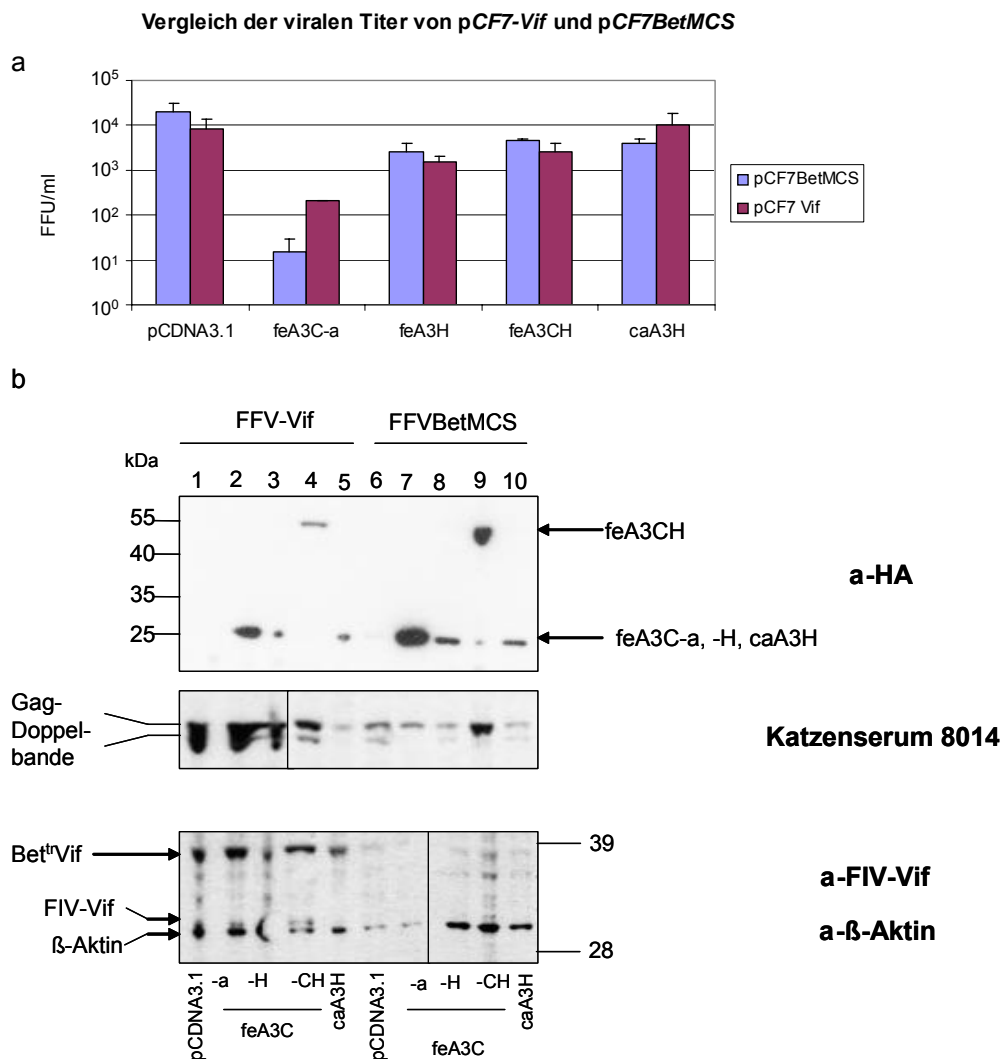 Vergleich der viralen Titer von pCF7-Vif und pCF7BetMCS
a
10⁵
10⁴
10³
10²
10¹
10⁰
FFU/ml
pCDNA3.1 feA3C-a feA3H feA3CH caA3H
pCF7BetMCS
pCF7 Vif
b
FFV-Vif FFVBetMCS
kDa
1 2 3 4 5 6 7 8 9 10
55
40
35
25
feA3CH
feA3C-a, -H, caA3H
a-HA
Gag-
Doppel-
bande
Katzenserum 8014
BetᵗʳVif
FIV-Vif
ß-Aktin
39
28
a-FIV-Vif
a-ß-Aktin
pCDNA3.1 -a -H -CH caA3H pCDNA3.1 -a -H -CH caA3H
feA3C feA3C